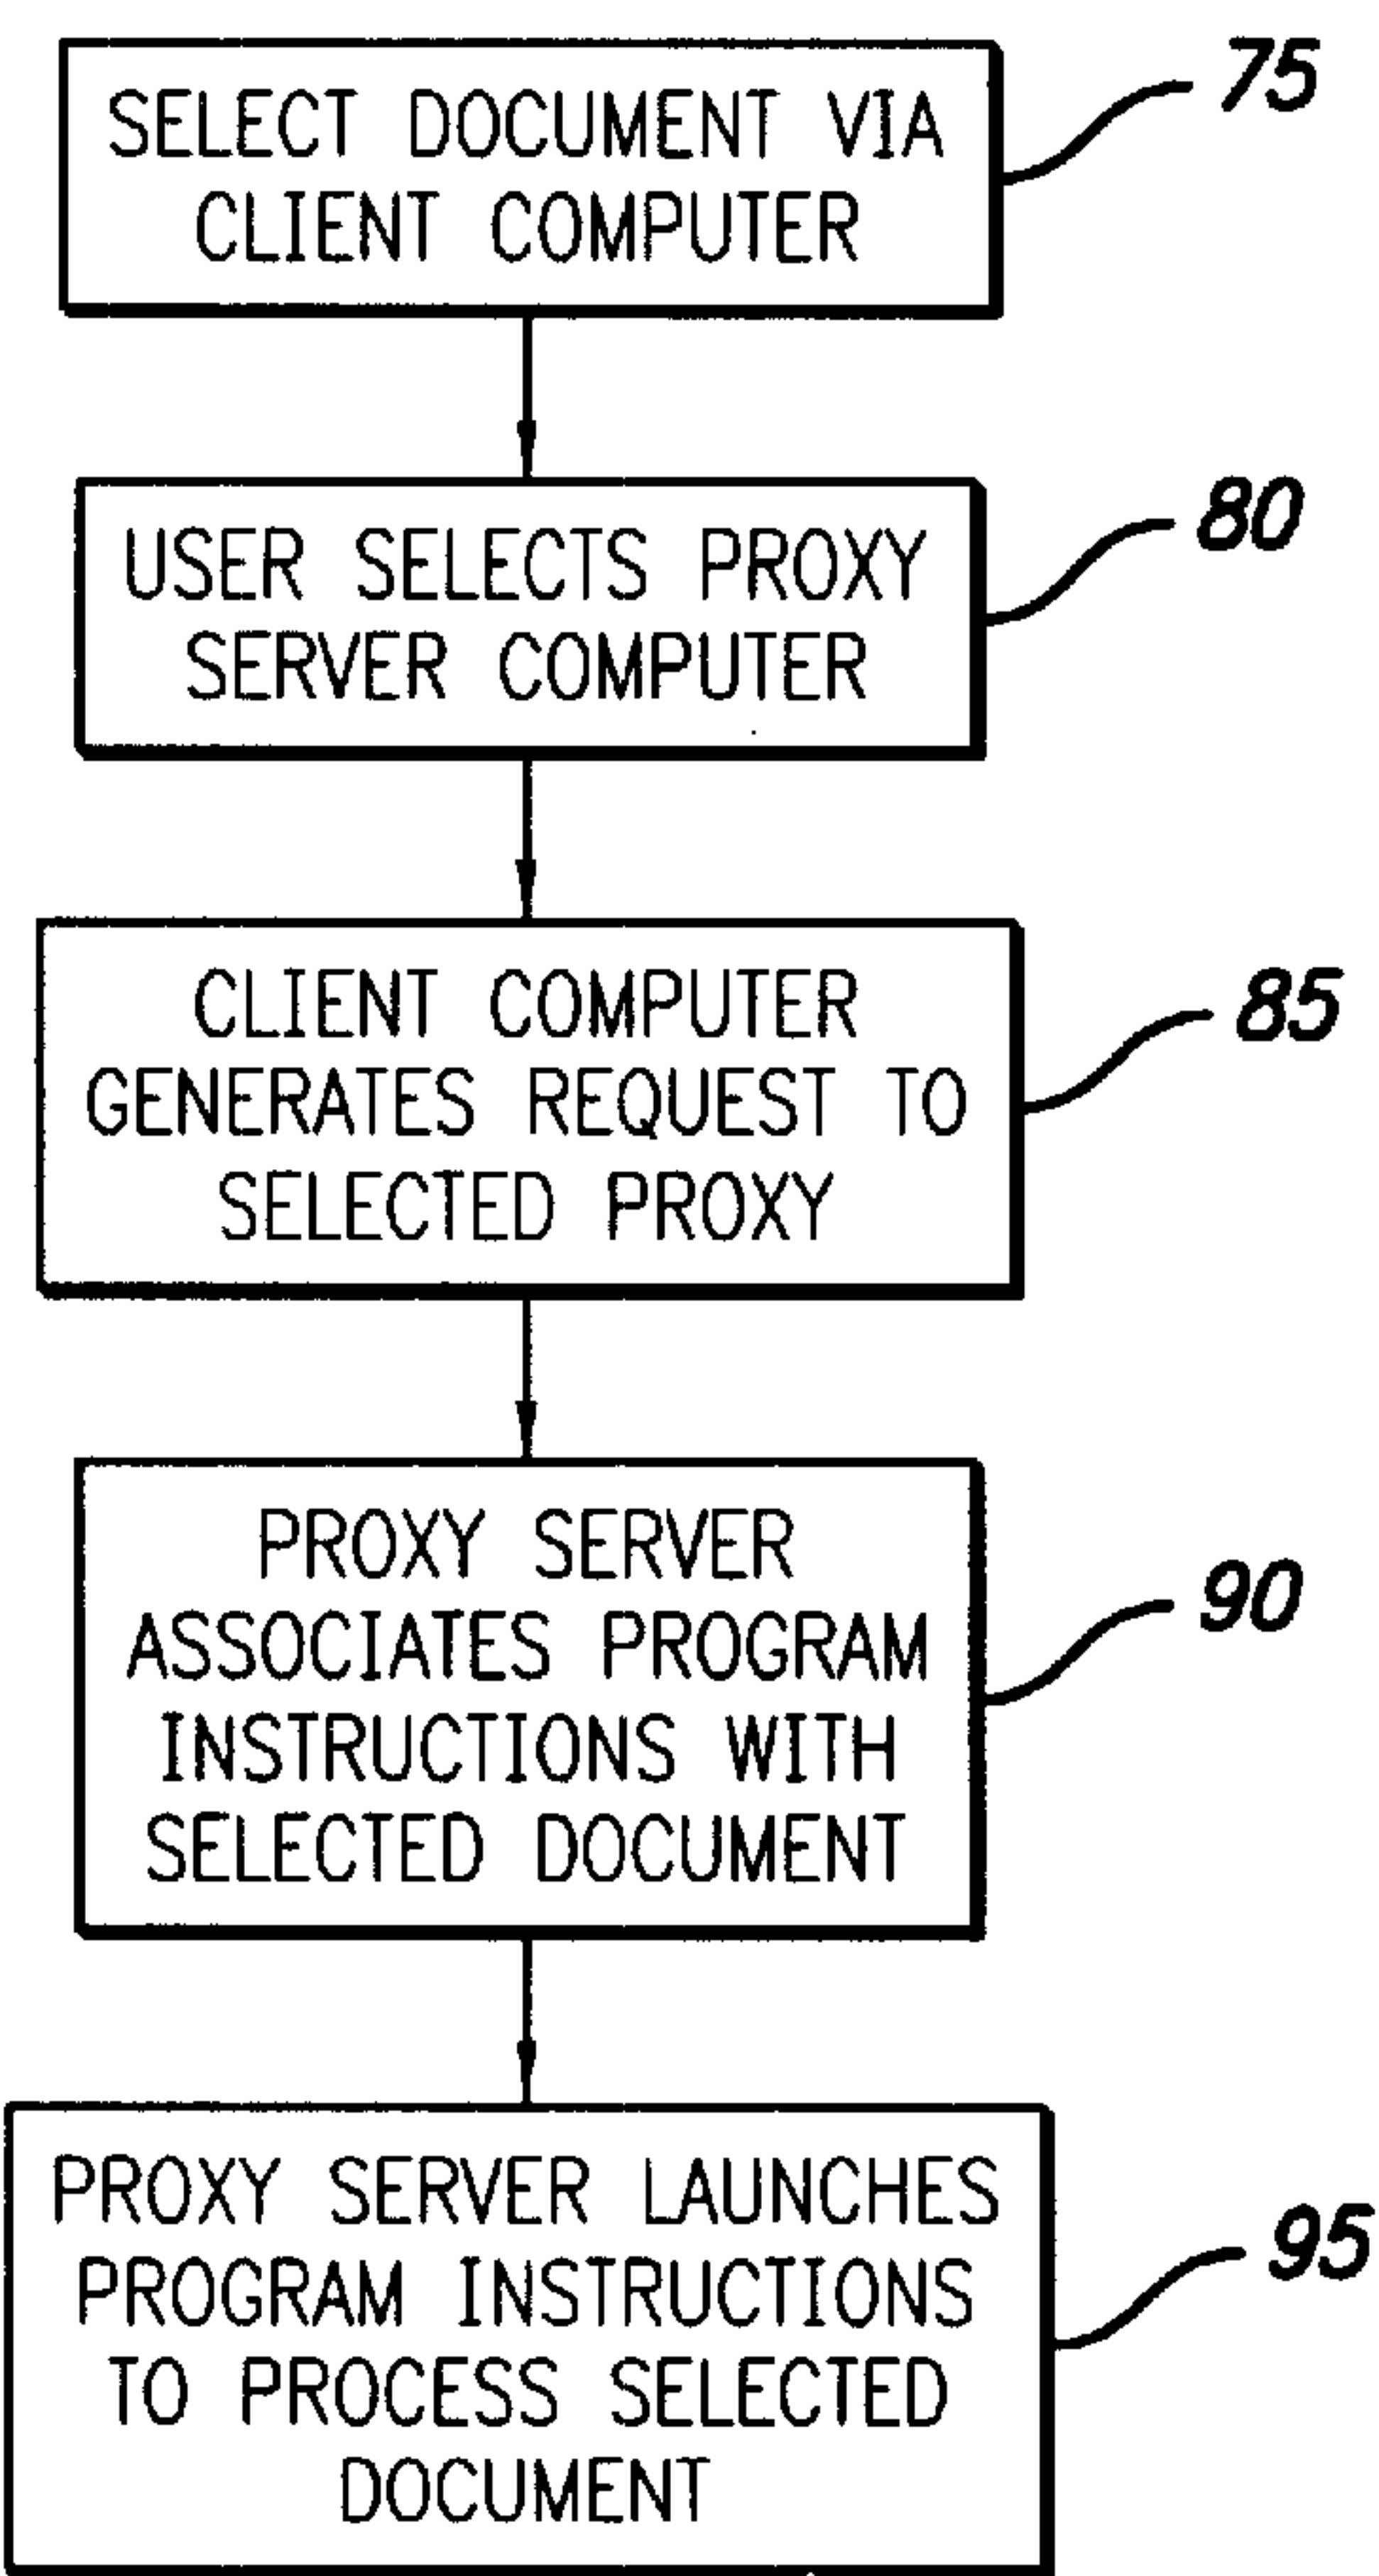 SELECT DOCUMENT VIA
CLIENT COMPUTER
75
USER SELECTS PROXY
SERVER COMPUTER
80
CLIENT COMPUTER
GENERATES REQUEST TO
SELECTED PROXY
85
PROXY SERVER
ASSOCIATES PROGRAM
INSTRUCTIONS WITH
SELECTED DOCUMENT
90
PROXY SERVER LAUNCHES
PROGRAM INSTRUCTIONS
TO PROCESS SELECTED
DOCUMENT
95